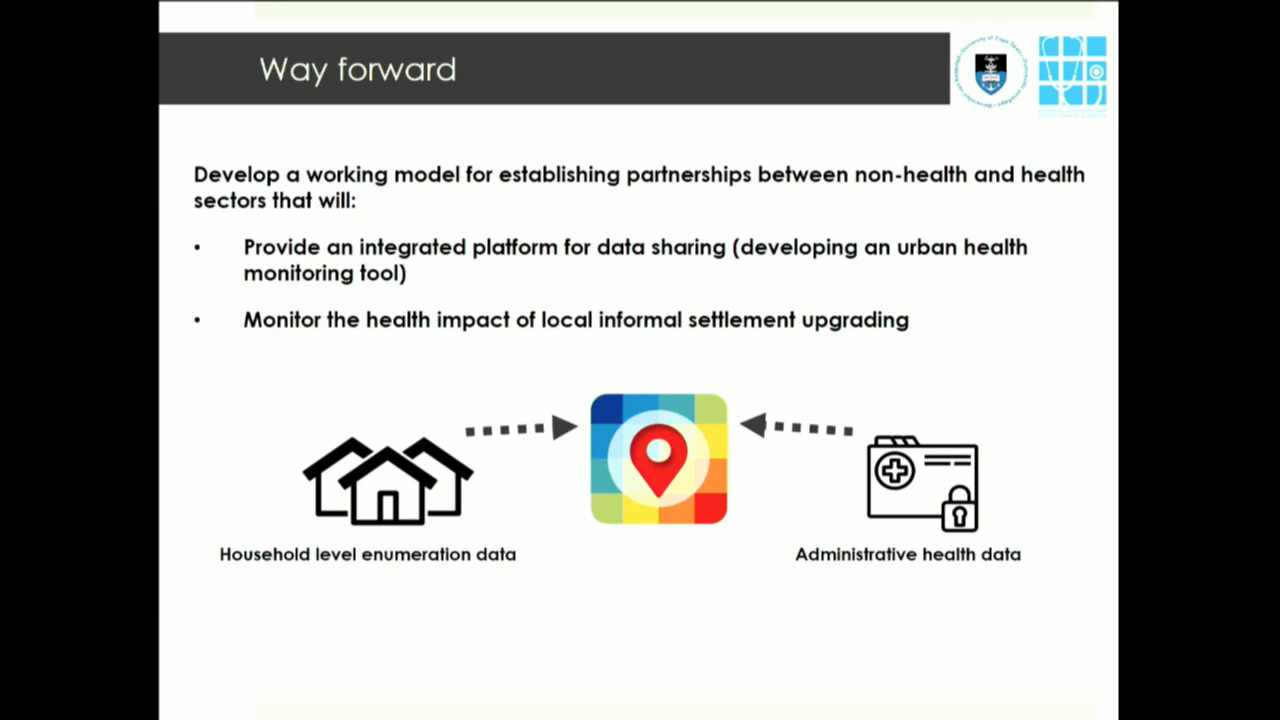 Way forward
Develop a working model for establishing partnerships between non-health and health
sectors that will:
• Provide an integrated platform for data sharing (developing an urban health
monitoring tool)
• Monitor the health impact of local informal settlement upgrading
Household level enumeration data
Administrative health data